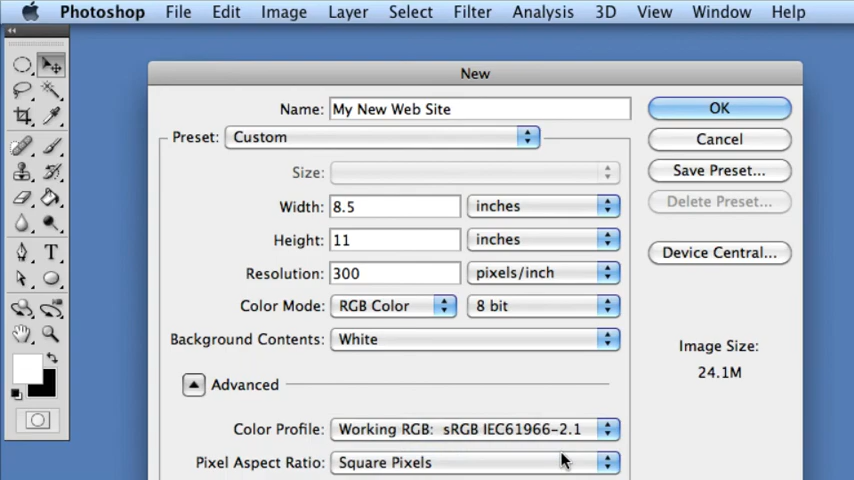 Photoshop File Edit Image Layer Select Filter Analysis 3D View Window Help
New
Name: My New Web Site
OK
Preset: Custom
Cancel
Size:
Save Preset...
Width: 8.5 inches
Delete Preset...
Height: 11 inches
Device Central...
Resolution: 300 pixels/inch
Color Mode: RGB Color 8 bit
Background Contents: White
Image Size:
24.1M
Advanced
Color Profile: Working RGB: sRGB IEC61966-2.1
Pixel Aspect Ratio: Square Pixels
T